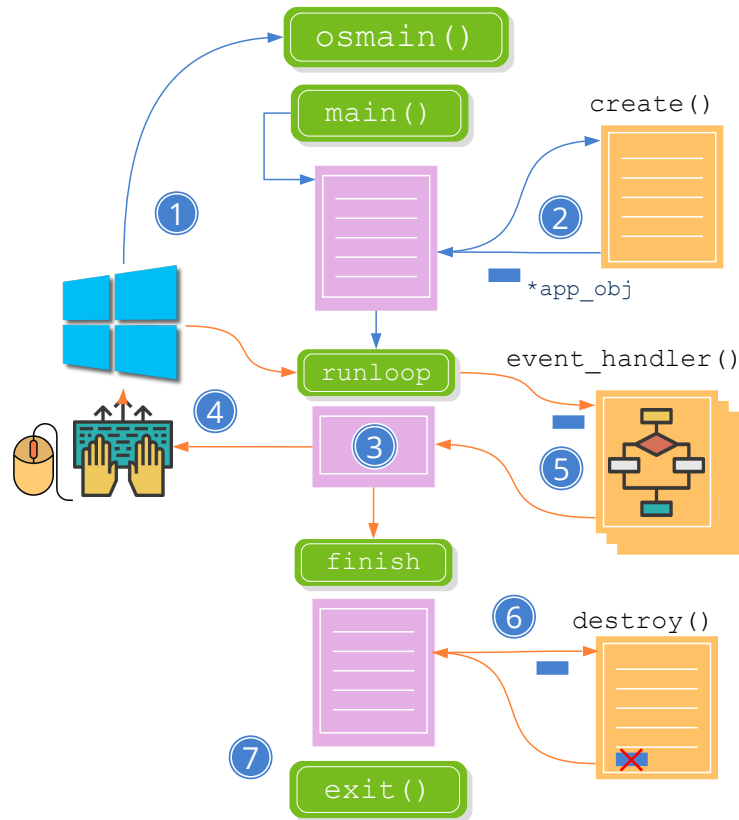 osmain()
main()
create()
1
2
*app_obj
runloop
event_handler()
4
3
5
finish
6
destroy()
7
exit()